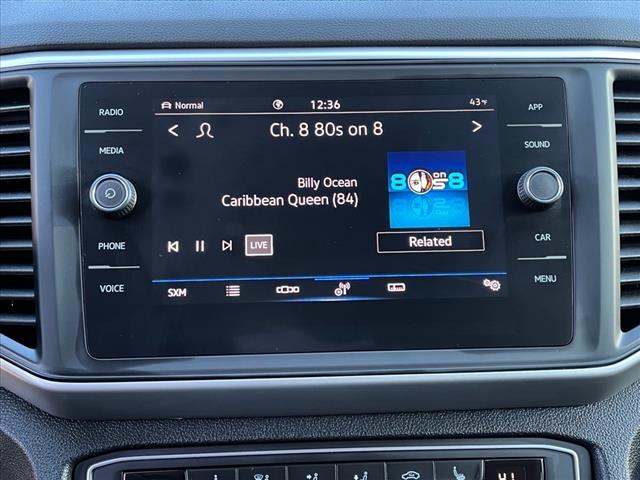 Normal 12:36 43°F
RADIO
MEDIA
PHONE
VOICE
< Ch. 8 80s on 8 >
Billy Ocean
Caribbean Queen (84)
8 on 8
LIVE
Related
SXM
APP
SOUND
CAR
MENU